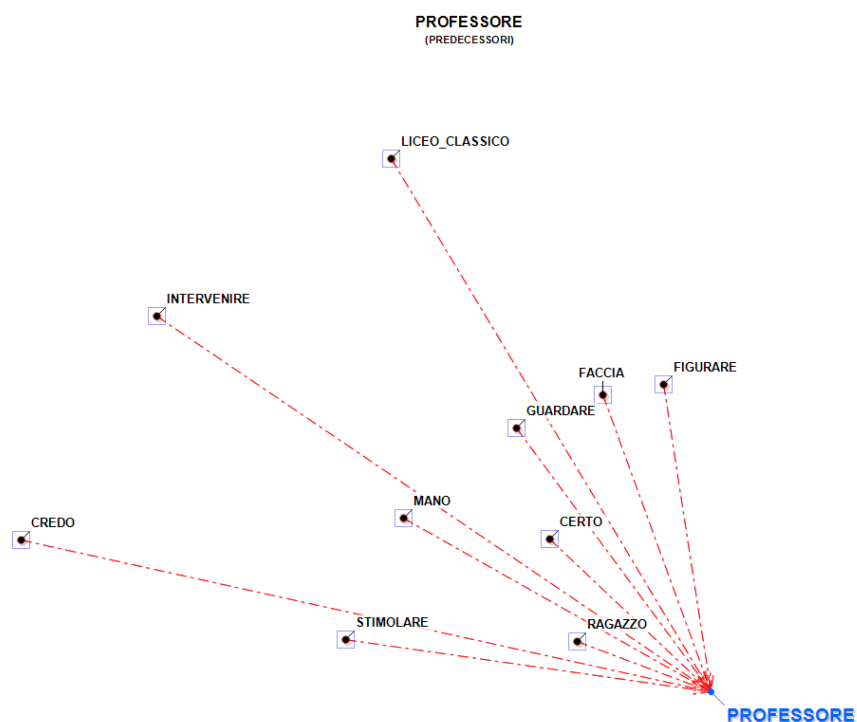 PROFESSORE
(PREDECESSORI)
LICEO_CLASSICO
INTERVENIRE
FACCIA
FIGURARE
GUARDARE
MANO
CREDO
CERTO
STIMOLARE
RAGAZZO
PROFESSORE